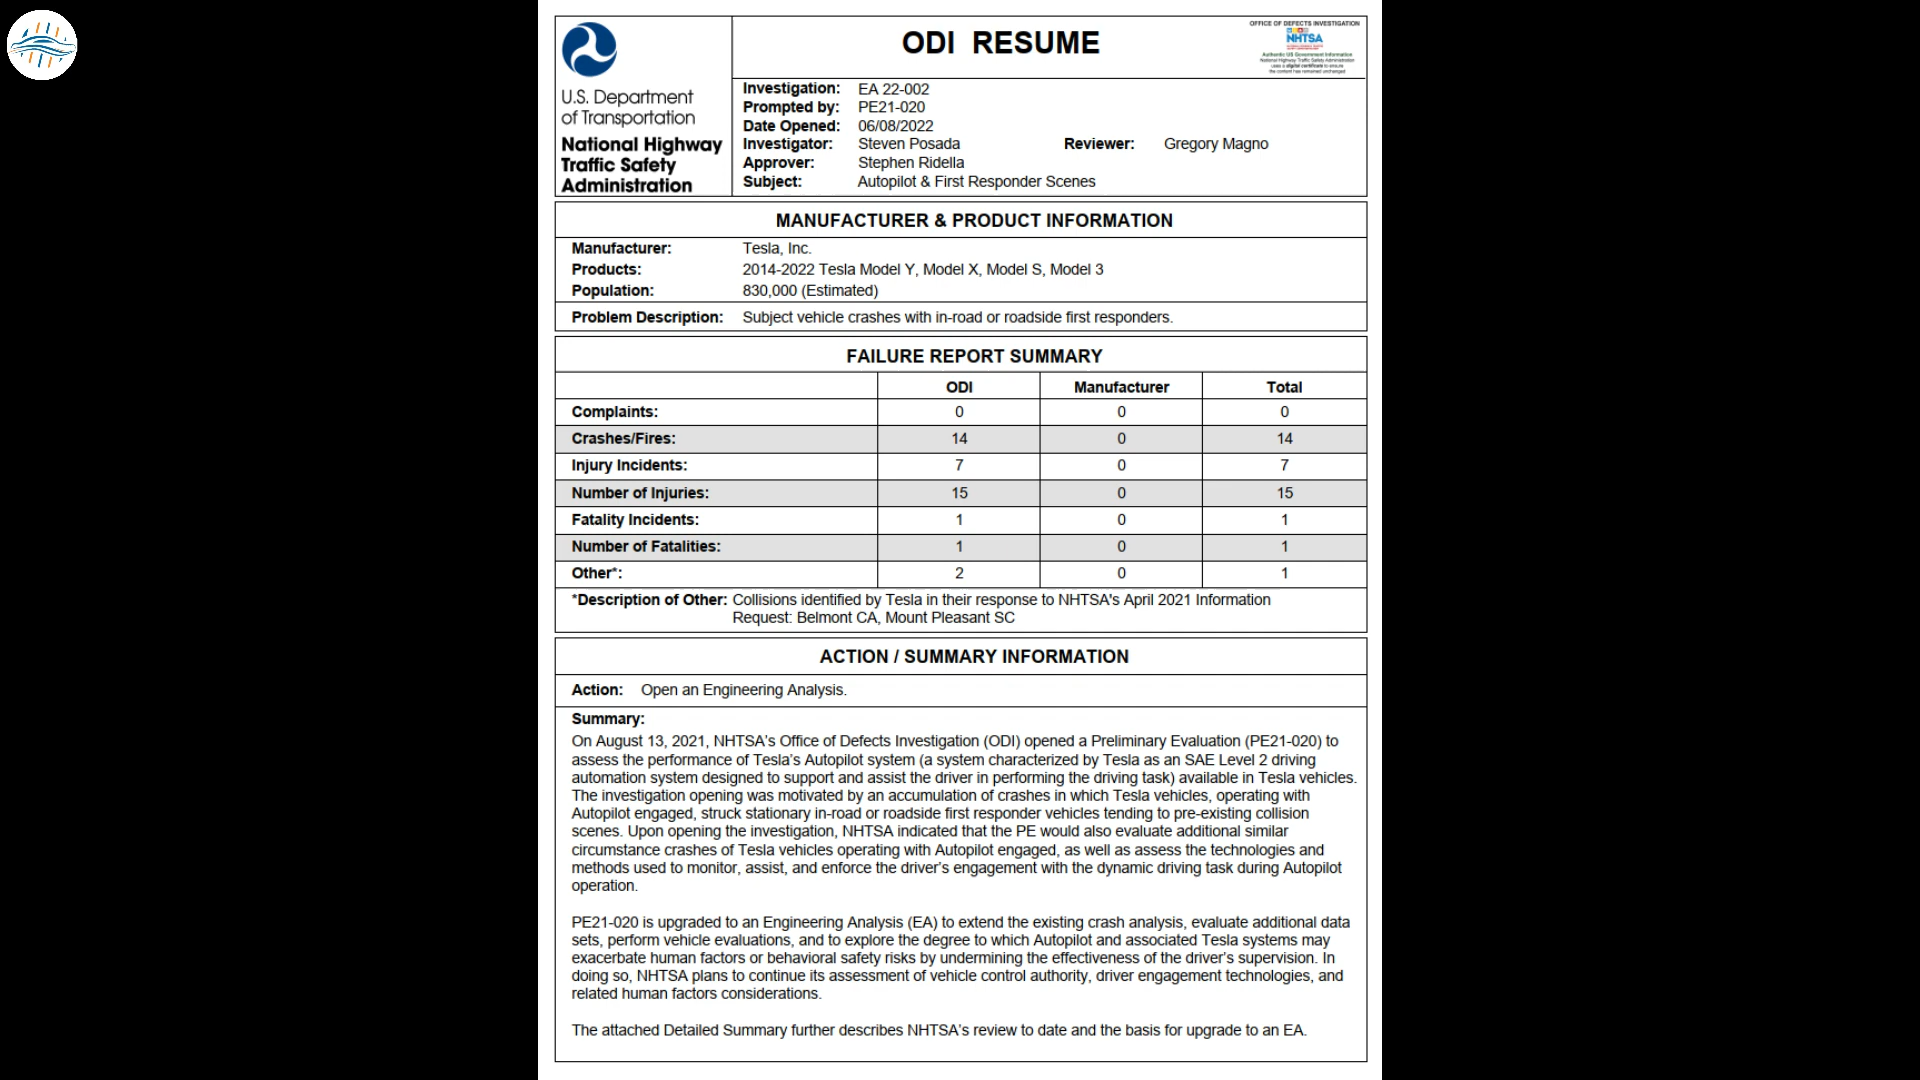 ODI RESUME
OFFICE OF DEFECTS INVESTIGATION
NHTSA
Authentic US Government Information
National Highway Traffic Safety Administration
uses a digital certificate to ensure
the content has remained unchanged
U.S. Department
of Transportation
National Highway
Traffic Safety
Administration
Investigation: EA 22-002
Prompted by: PE21-020
Date Opened: 06/08/2022
Investigator: Steven Posada Reviewer: Gregory Magno
Approver: Stephen Ridella
Subject: Autopilot & First Responder Scenes
MANUFACTURER & PRODUCT INFORMATION
Manufacturer: Tesla, Inc.
Products: 2014-2022 Tesla Model Y, Model X, Model S, Model 3
Population: 830,000 (Estimated)
Problem Description: Subject vehicle crashes with in-road or roadside first responders.
FAILURE REPORT SUMMARY
ODI Manufacturer Total
Complaints: 0 0 0
Crashes/Fires: 14 0 14
Injury Incidents: 7 0 7
Number of Injuries: 15 0 15
Fatality Incidents: 1 0 1
Number of Fatalities: 1 0 1
Other*: 2 0 1
*Description of Other: Collisions identified by Tesla in their response to NHTSA's April 2021 Information
Request: Belmont CA, Mount Pleasant SC
ACTION / SUMMARY INFORMATION
Action: Open an Engineering Analysis.
Summary:
On August 13, 2021, NHTSA's Office of Defects Investigation (ODI) opened a Preliminary Evaluation (PE21-020) to
assess the performance of Tesla's Autopilot system (a system characterized by Tesla as an SAE Level 2 driving
automation system designed to support and assist the driver in performing the driving task) available in Tesla vehicles.
The investigation opening was motivated by an accumulation of crashes in which Tesla vehicles, operating with
Autopilot engaged, struck stationary in-road or roadside first responder vehicles tending to pre-existing collision
scenes. Upon opening the investigation, NHTSA indicated that the PE would also evaluate additional similar
circumstance crashes of Tesla vehicles operating with Autopilot engaged, as well as assess the technologies and
methods used to monitor, assist, and enforce the driver's engagement with the dynamic driving task during Autopilot
operation.
PE21-020 is upgraded to an Engineering Analysis (EA) to extend the existing crash analysis, evaluate additional data
sets, perform vehicle evaluations, and to explore the degree to which Autopilot and associated Tesla systems may
exacerbate human factors or behavioral safety risks by undermining the effectiveness of the driver's supervision. In
doing so, NHTSA plans to continue its assessment of vehicle control authority, driver engagement technologies, and
related human factors considerations.
The attached Detailed Summary further describes NHTSA's review to date and the basis for upgrade to an EA.